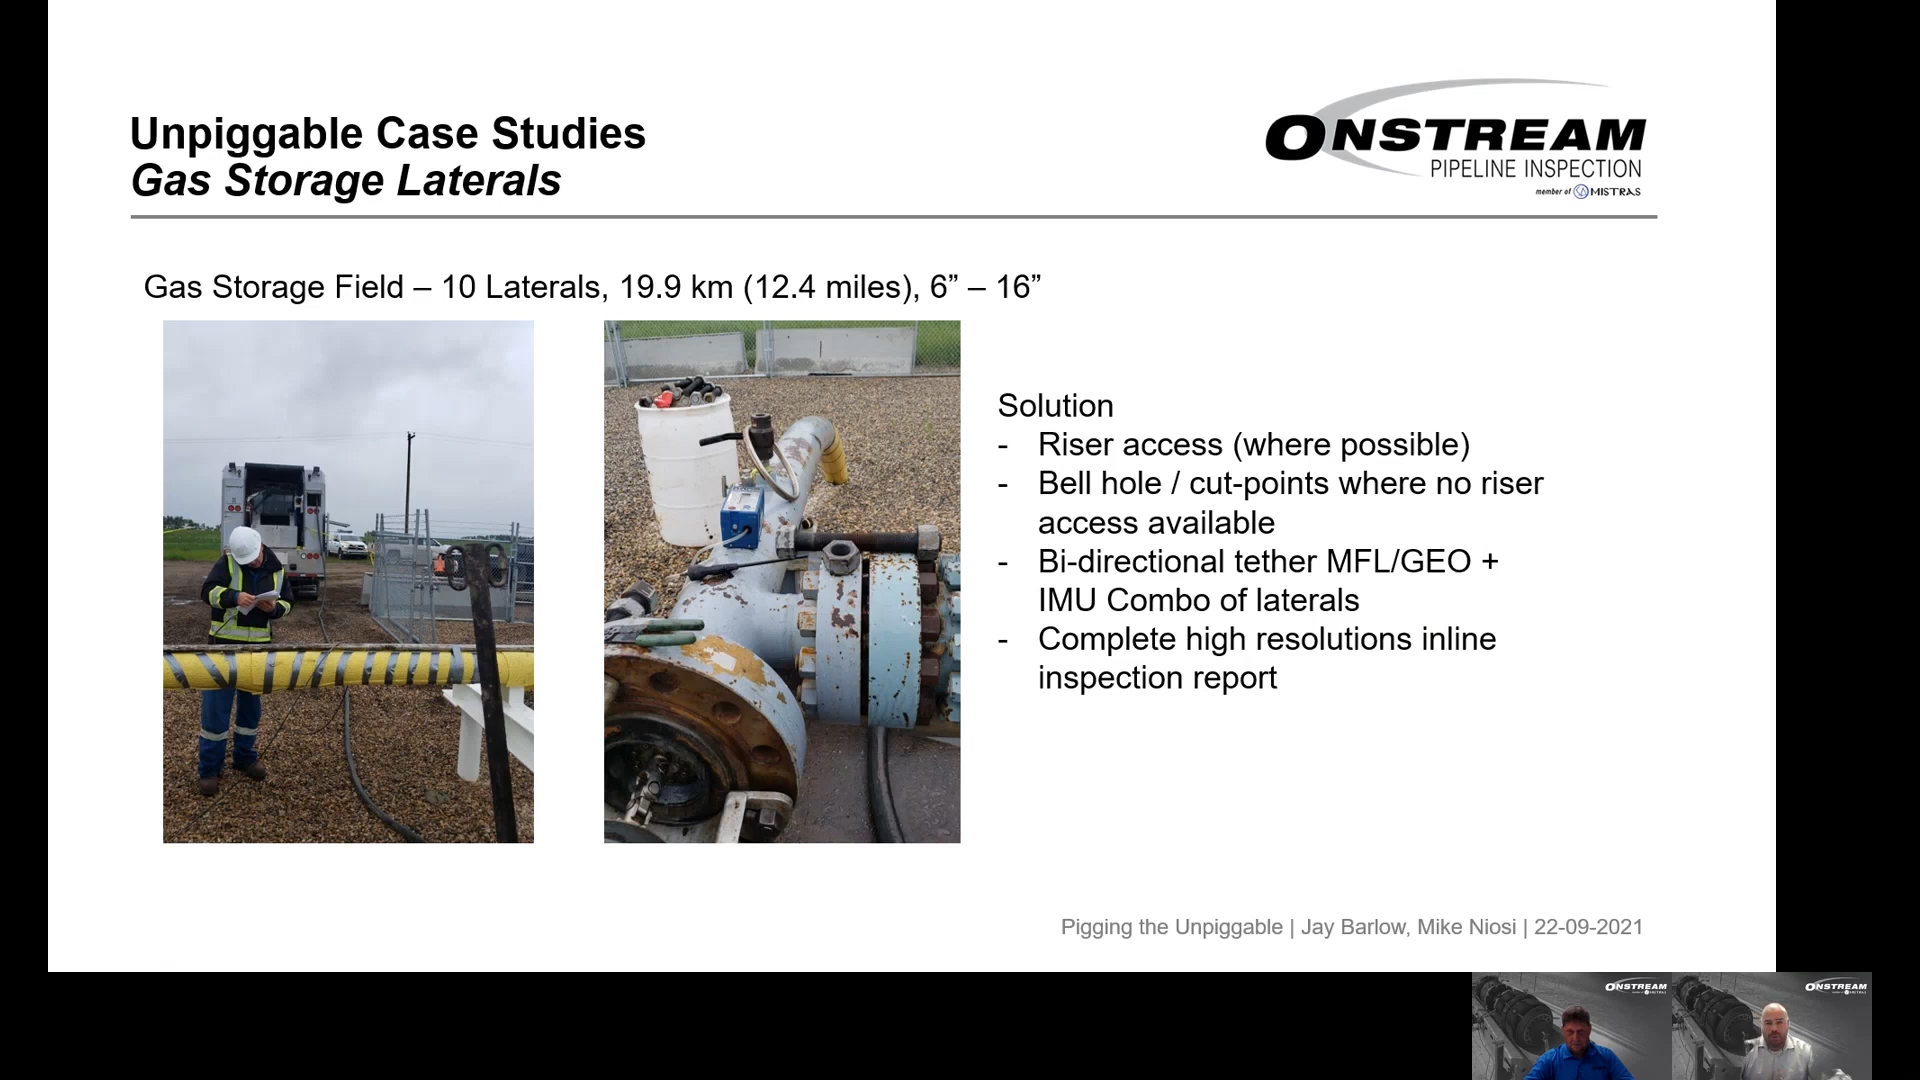 Unpiggable Case Studies
Gas Storage Laterals
ONSTREAM
PIPELINE INSPECTION
member of MISTRAS
Gas Storage Field – 10 Laterals, 19.9 km (12.4 miles), 6” – 16”
Solution
- Riser access (where possible)
- Bell hole / cut-points where no riser
access available
- Bi-directional tether MFL/GEO +
IMU Combo of laterals
- Complete high resolutions inline
inspection report
Pigging the Unpiggable | Jay Barlow, Mike Niosi | 22-09-2021
ONSTREAM
ONSTREAM